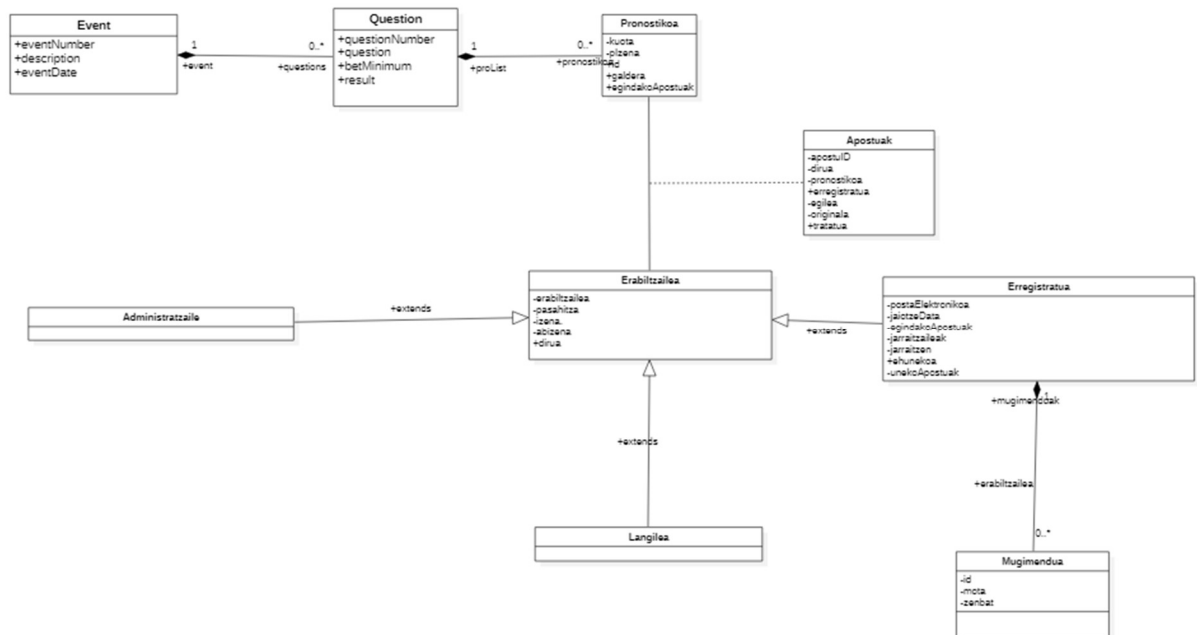 Event
+eventNumber
+description
+eventDate
1
+event
0..*
+questions
Question
+questionNumber
+question
+betMinimum
+result
1
+proList
0..*
+pronostikoa
Pronostikoa
-kuota
-pizena
+id
+galdera
+egindakoApostuak
Apostuak
-apostuID
-dirua
-pronostikoa
+erregistratua
-egilea
-originala
+tratatua
Erabiltzailea
-erabiltzailea
-pasahitza
-izena.
-abizena
+dirua
Administratzaile
+extends
+extends
Erregistratua
-postaElektronikoa
-jaiotzeData
-egindakoApostuak
-jarraitzaileak
-jarraitzen
+ehunekoa
-unekoApostuak
+extends
Langilea
1
+mugimenduak
+erabiltzailea
0..*
Mugimendua
-id
-mota
-zenbat